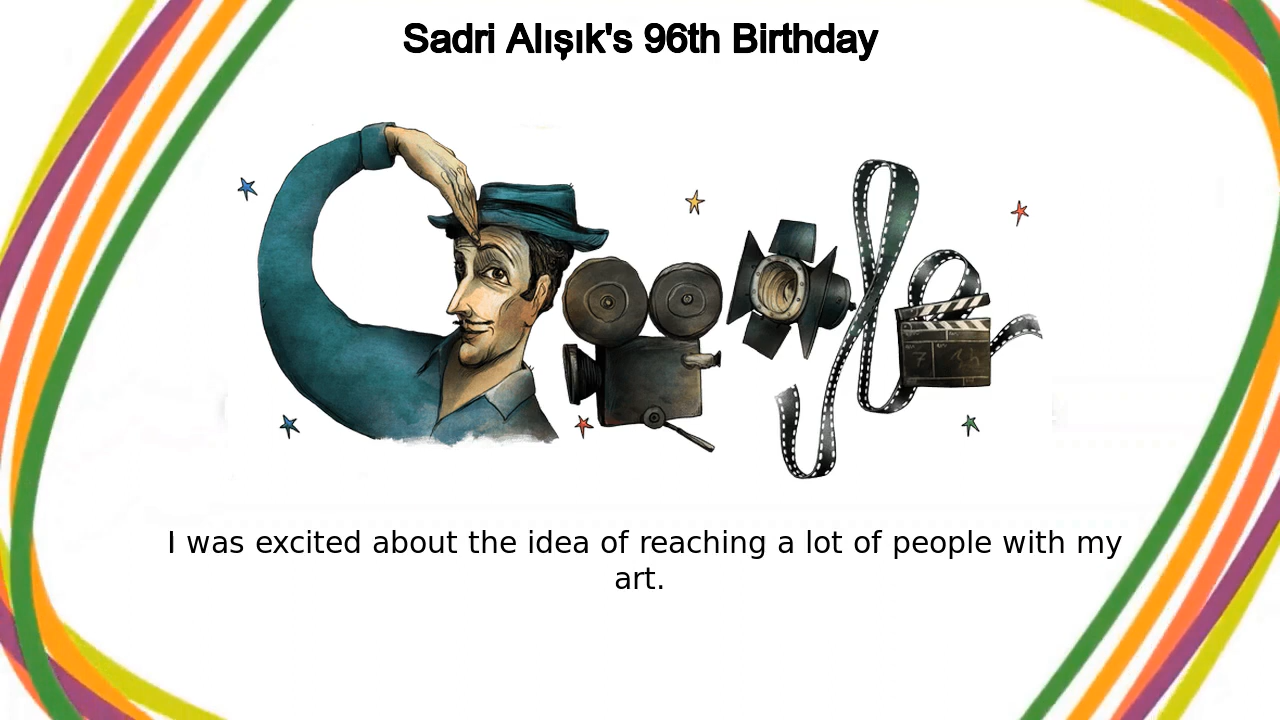 Sadri Alışık's 96th Birthday
I was excited about the idea of reaching a lot of people with my
art.